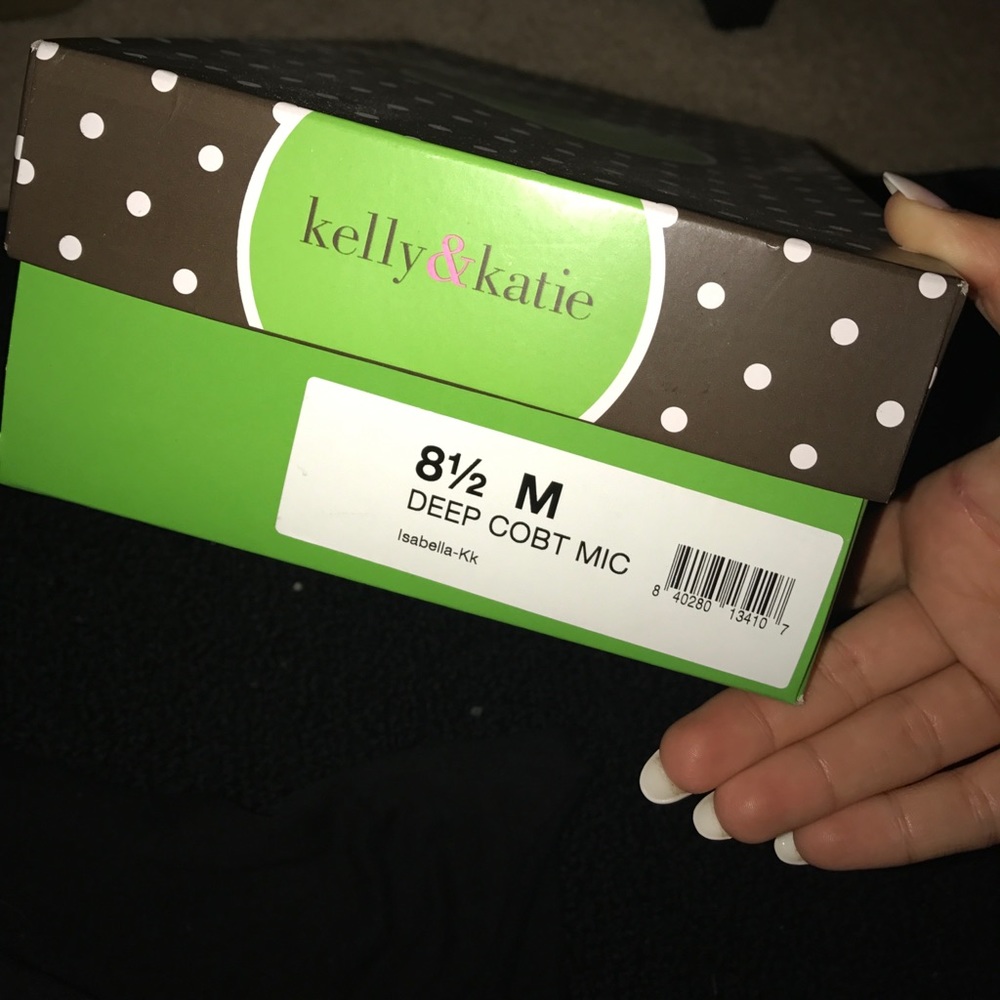 kelly&katie
8½ M
DEEP COBT MIC
Isabella-Kk
8 40280 13410 7